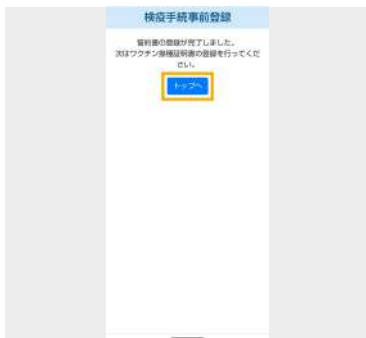 検疫手続事前登録
誓約書の登録が完了しました。
次はワクチン接種証明書の登録を行ってくだ
さい。
トップへ